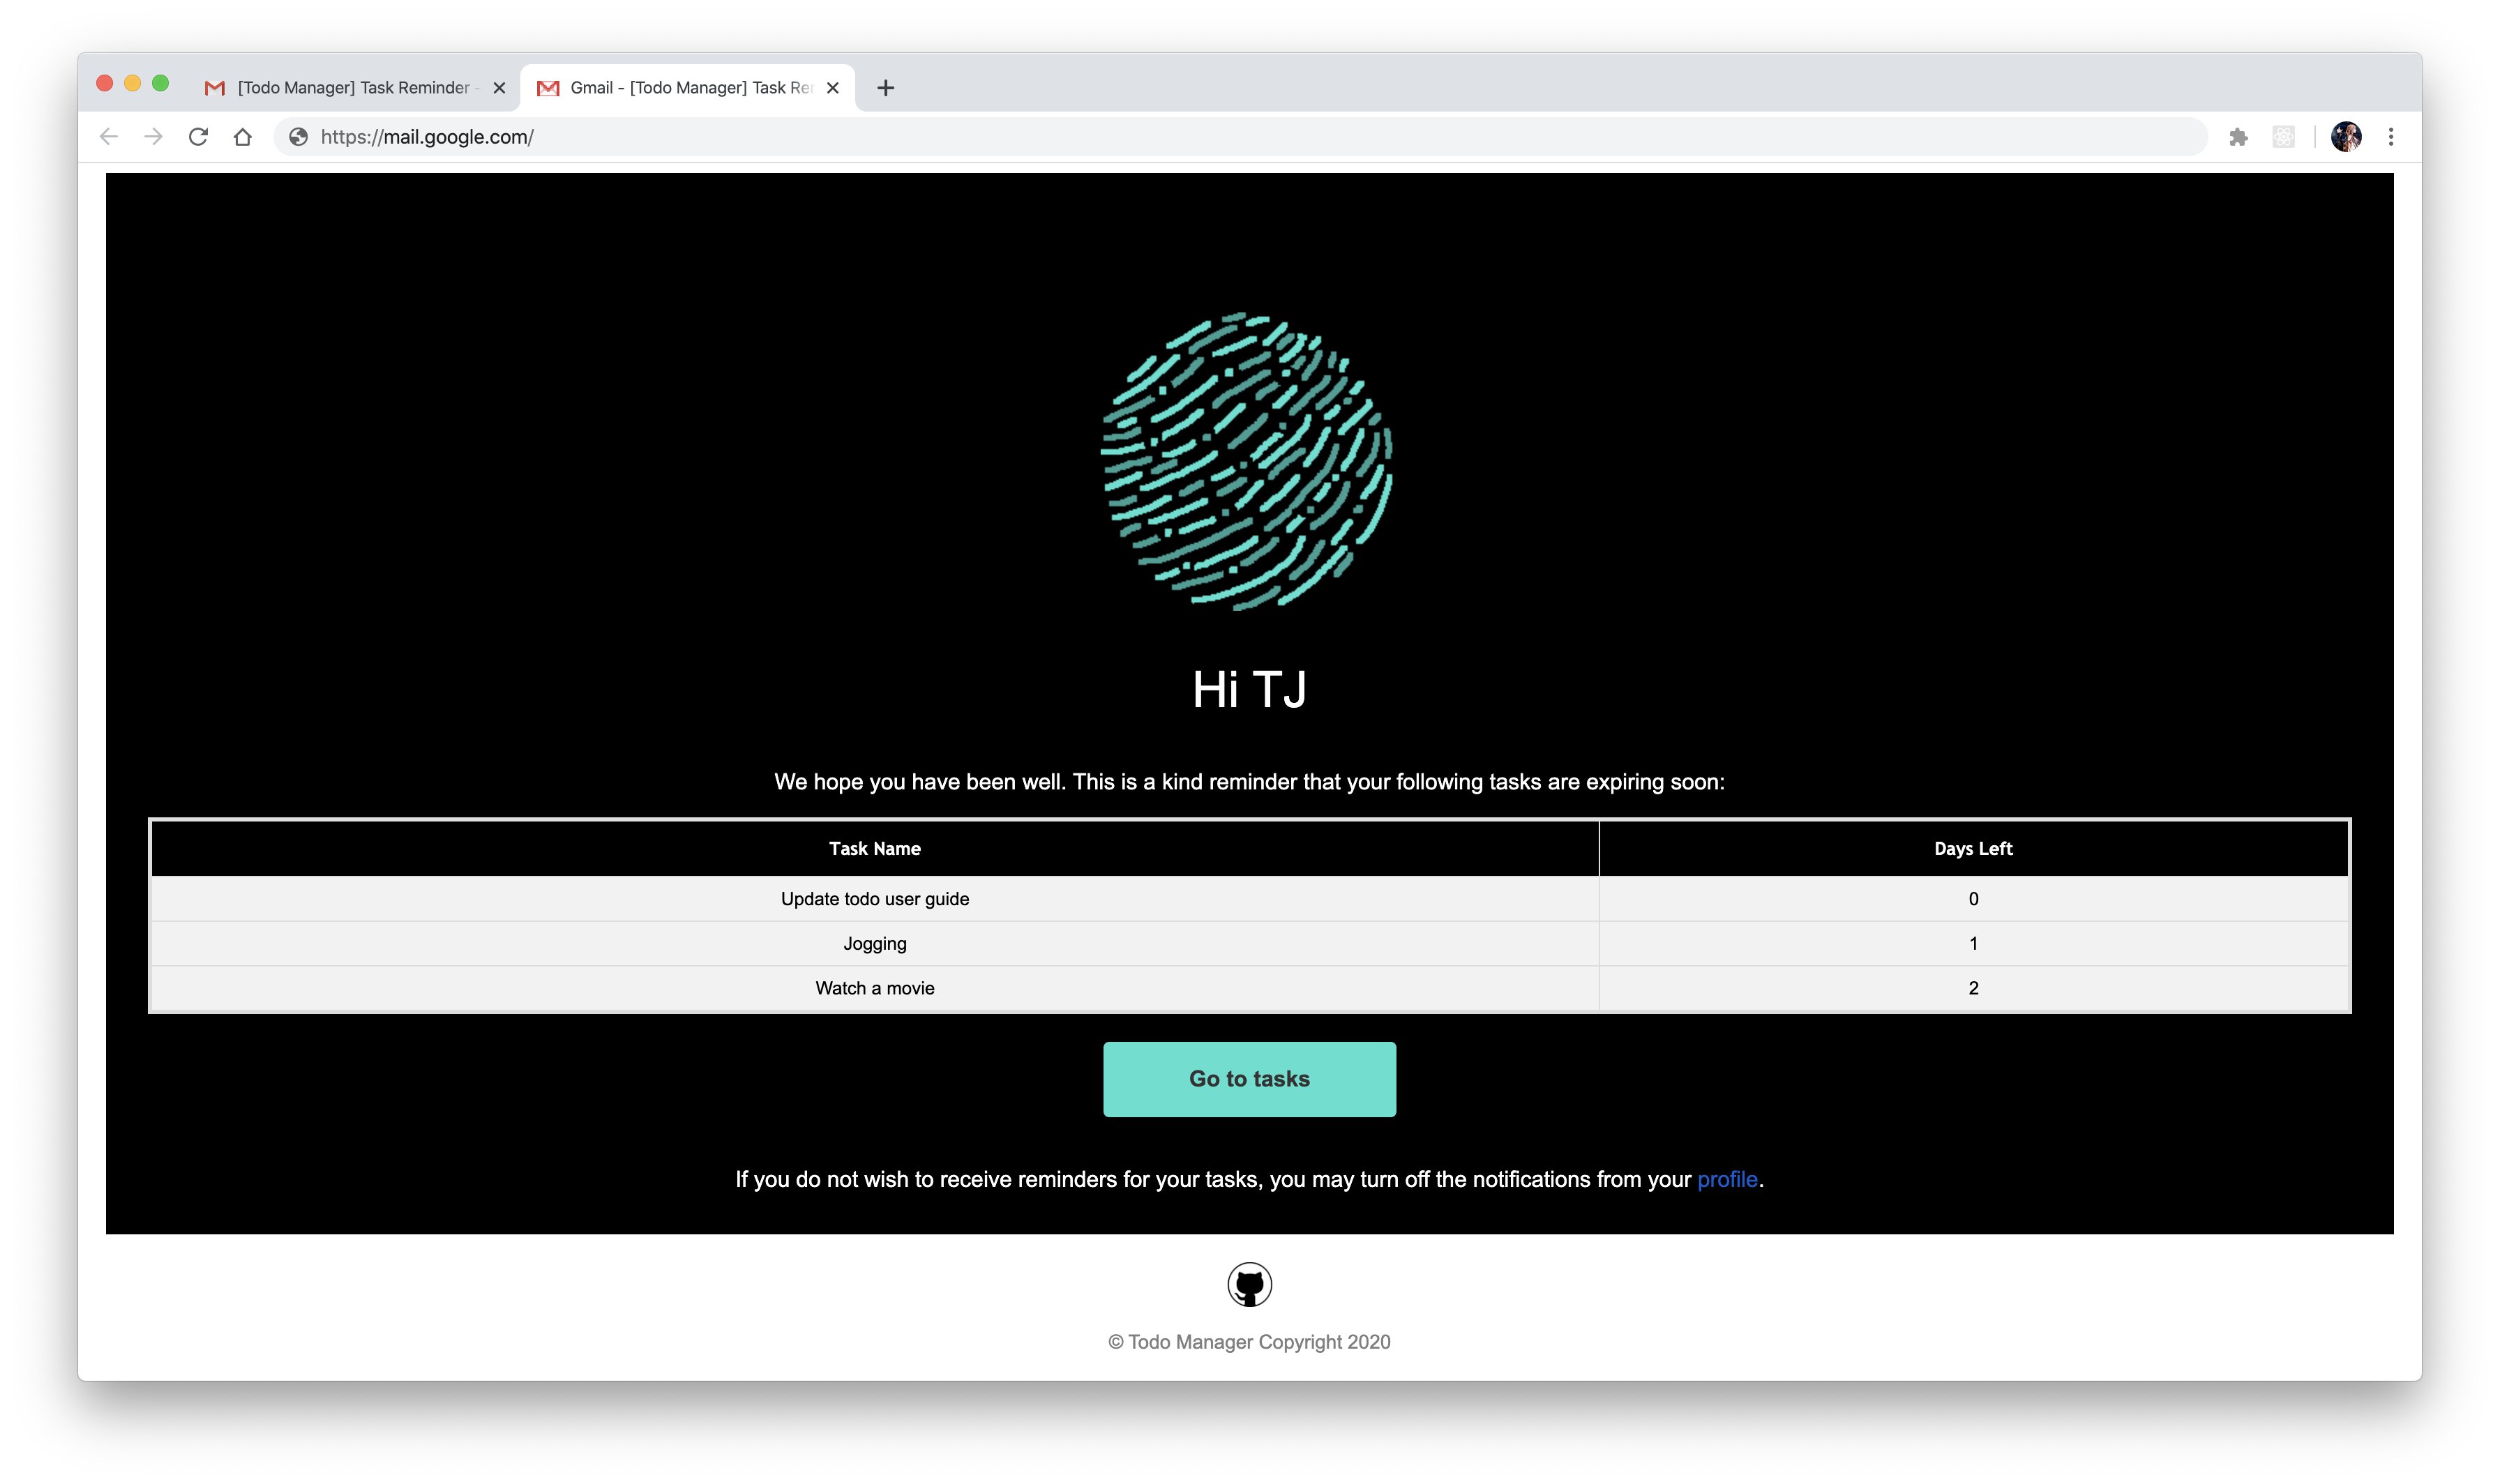 [Todo Manager] Task Reminder -
Gmail - [Todo Manager] Task Re
https://mail.google.com/
Hi TJ
We hope you have been well. This is a kind reminder that your following tasks are expiring soon:
Task Name Days Left
Update todo user guide 0
Jogging 1
Watch a movie 2
Go to tasks
If you do not wish to receive reminders for your tasks, you may turn off the notifications from your profile.
© Todo Manager Copyright 2020